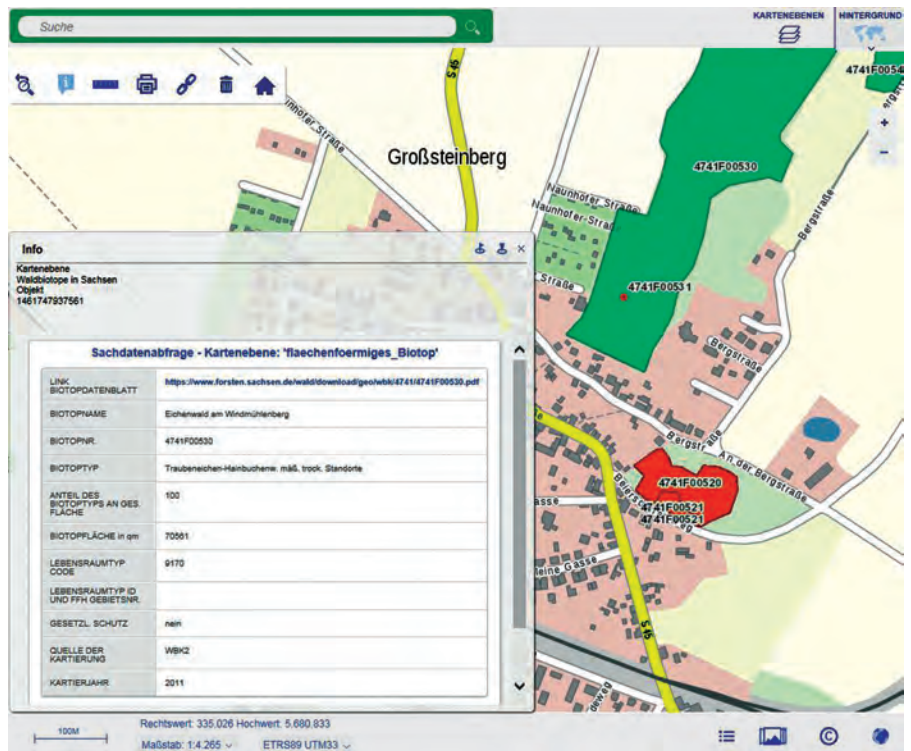 Suche
KARTENEBENEN
HINTERGRUND
S 45
Großsteinberg
Naunhofer Straße
Naunhofer-Straße
Straße
4741F00530
4741F00531
Bergstraße
Bergstraße
Bergstraße
An der Bergstraße
4741F00520
4741F00521
4741F00521
Gasse
S 45
Info
Kartenebene
Waldbiotope in Sachsen
Objekt
1461747937561
Sachdatenabfrage - Kartenebene: 'flaechenfoermiges_Biotop'
LINK BIOTOPDATENBLATT https://www.forsten.sachsen.de/wald/download/geo/wbk/4741/4741F00530.pdf
BIOTOPNAME Eichenwald am Windmühlenberg
BIOTOPNR. 4741F00530
BIOTOPTYP Traubeneichen-Hainbuchenw. mäß. trock. Standorte
ANTEIL DES BIOTOPTYPS AN GES. FLÄCHE 100
BIOTOPFLÄCHE in qm 70561
LEBENSRAUMTYP CODE 9170
LEBENSRAUMTYP ID UND FFH GEBIETSNR.
GESETZL. SCHUTZ nein
QUELLE DER KARTIERUNG WBK2
KARTIERJAHR 2011
100M
Rechtswert: 335.026 Hochwert: 5.680.833
Maßstab: 1:4.265
ETRS89 UTM33